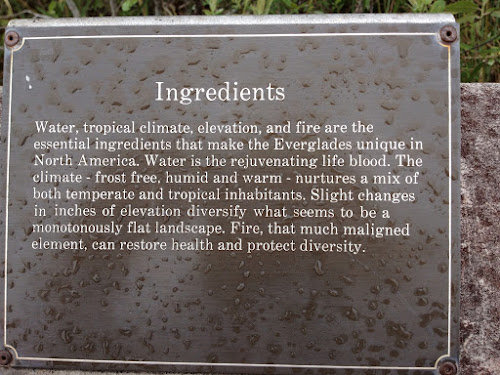 Ingredients
Water, tropical climate, elevation, and fire are the
essential ingredients that make the Everglades unique in
North America. Water is the rejuvenating life blood. The
climate - frost free, humid and warm - nurtures a mix of
both temperate and tropical inhabitants. Slight changes
in inches of elevation diversify what seems to be a
monotonously flat landscape. Fire, that much maligned
element, can restore health and protect diversity.